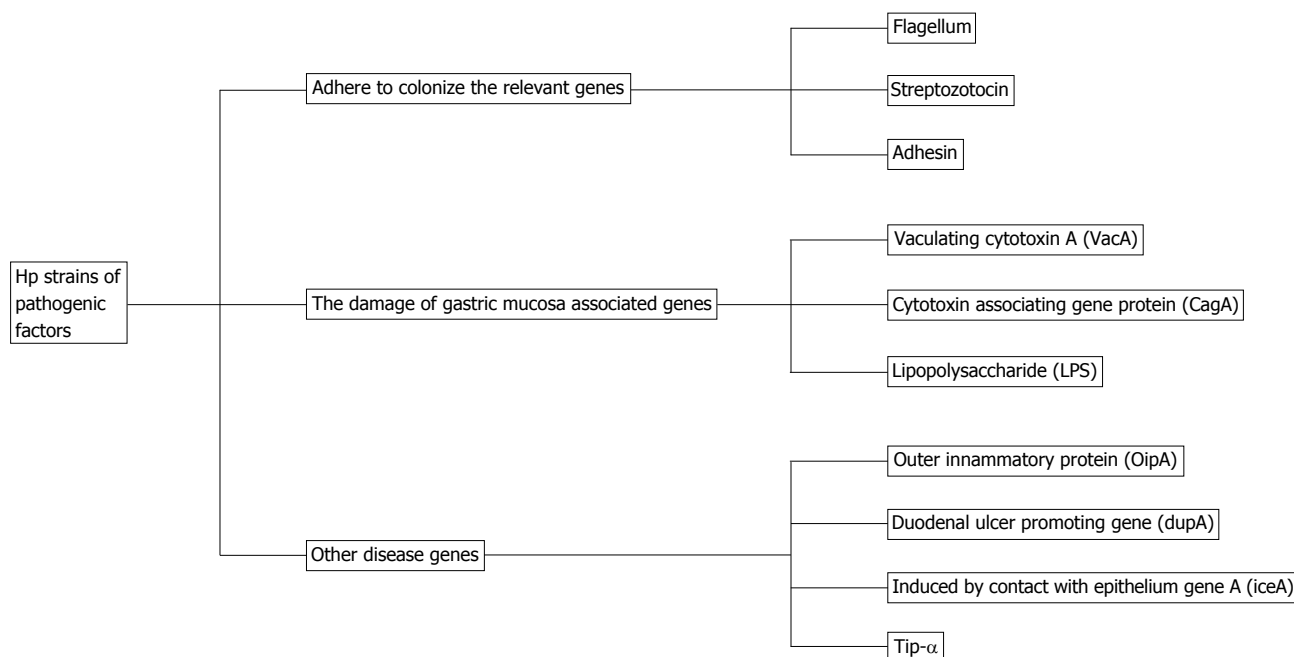 Flagellum
Adhere to colonize the relevant genes
Streptozotocin
Adhesin
Vaculating cytotoxin A (VacA)
Hp strains of
pathogenic
factors
The damage of gastric mucosa associated genes
Cytotoxin associating gene protein (CagA)
Lipopolysaccharide (LPS)
Outer innammatory protein (OipA)
Duodenal ulcer promoting gene (dupA)
Other disease genes
Induced by contact with epithelium gene A (iceA)
Tip-α